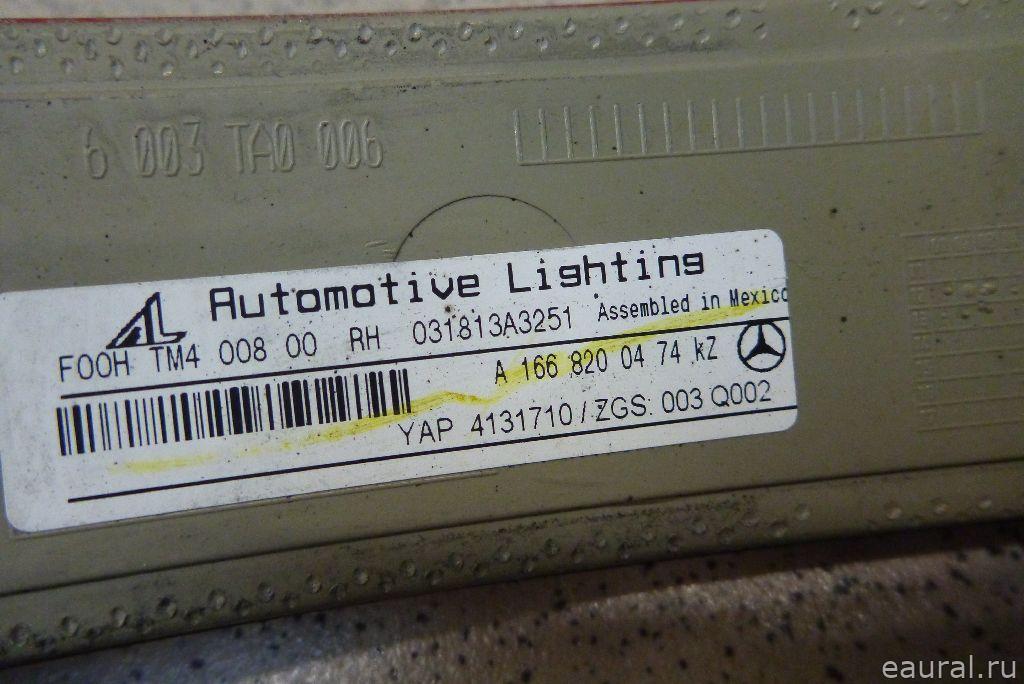 6 003 TA0 006
AL Automotive Lighting
F00H TM4 008 00 RH 031813A3251 Assembled in Mexico
A 166 820 04 74 kZ
YAP 4131710 / ZGS: 003 Q002
eaural.ru